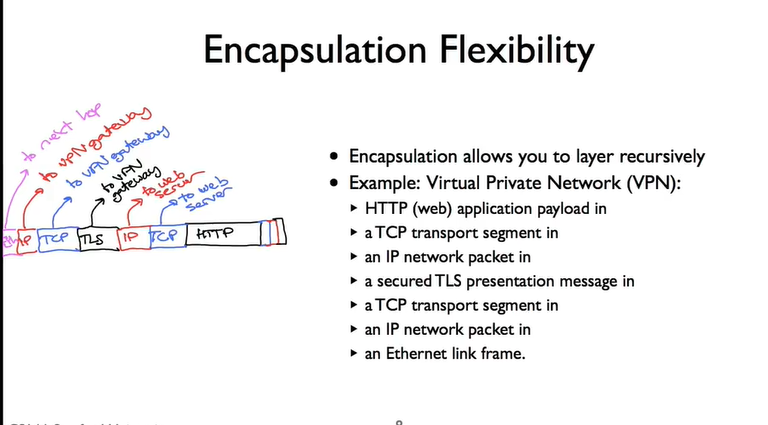 Encapsulation Flexibility
to next hop
to VPN gateway
to VPN gateway
to VPN
gateway
to web
server
to web
server
IP TCP TLS IP TCP HTTP
• Encapsulation allows you to layer recursively
• Example: Virtual Private Network (VPN):
▸ HTTP (web) application payload in
▸ a TCP transport segment in
▸ an IP network packet in
▸ a secured TLS presentation message in
▸ a TCP transport segment in
▸ an IP network packet in
▸ an Ethernet link frame.